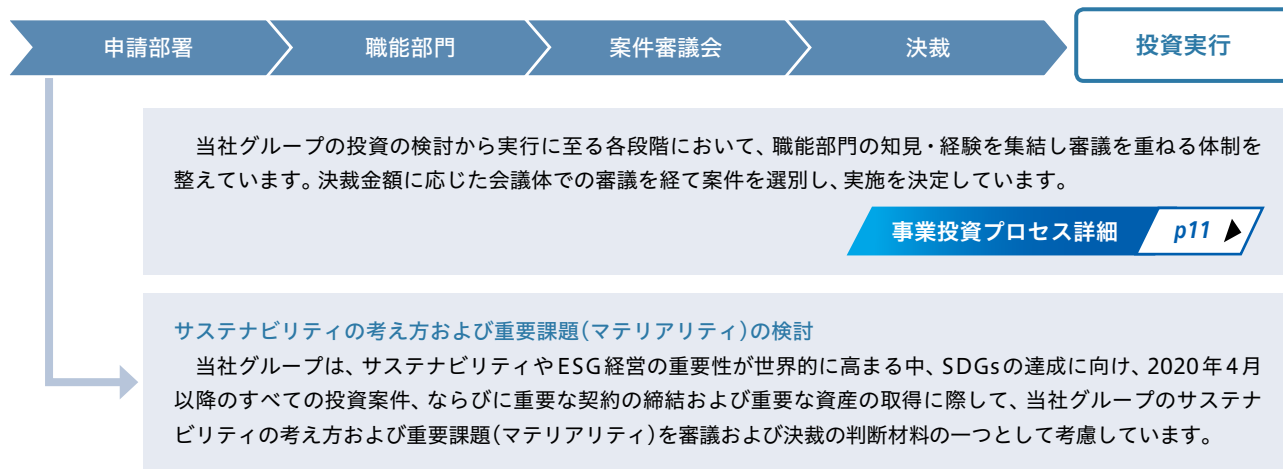 申請部署
職能部門
案件審議会
決裁
投資実行
当社グループの投資の検討から実行に至る各段階において、職能部門の知見・経験を集結し審議を重ねる体制を
整えています。決裁金額に応じた会議体での審議を経て案件を選別し、実施を決定しています。
事業投資プロセス詳細 p11
サステナビリティの考え方および重要課題(マテリアリティ)の検討
当社グループは、サステナビリティやESG経営の重要性が世界的に高まる中、SDGsの達成に向け、2020年4月
以降のすべての投資案件、ならびに重要な契約の締結および重要な資産の取得に際して、当社グループのサステナ
ビリティの考え方および重要課題(マテリアリティ)を審議および決裁の判断材料の一つとして考慮しています。